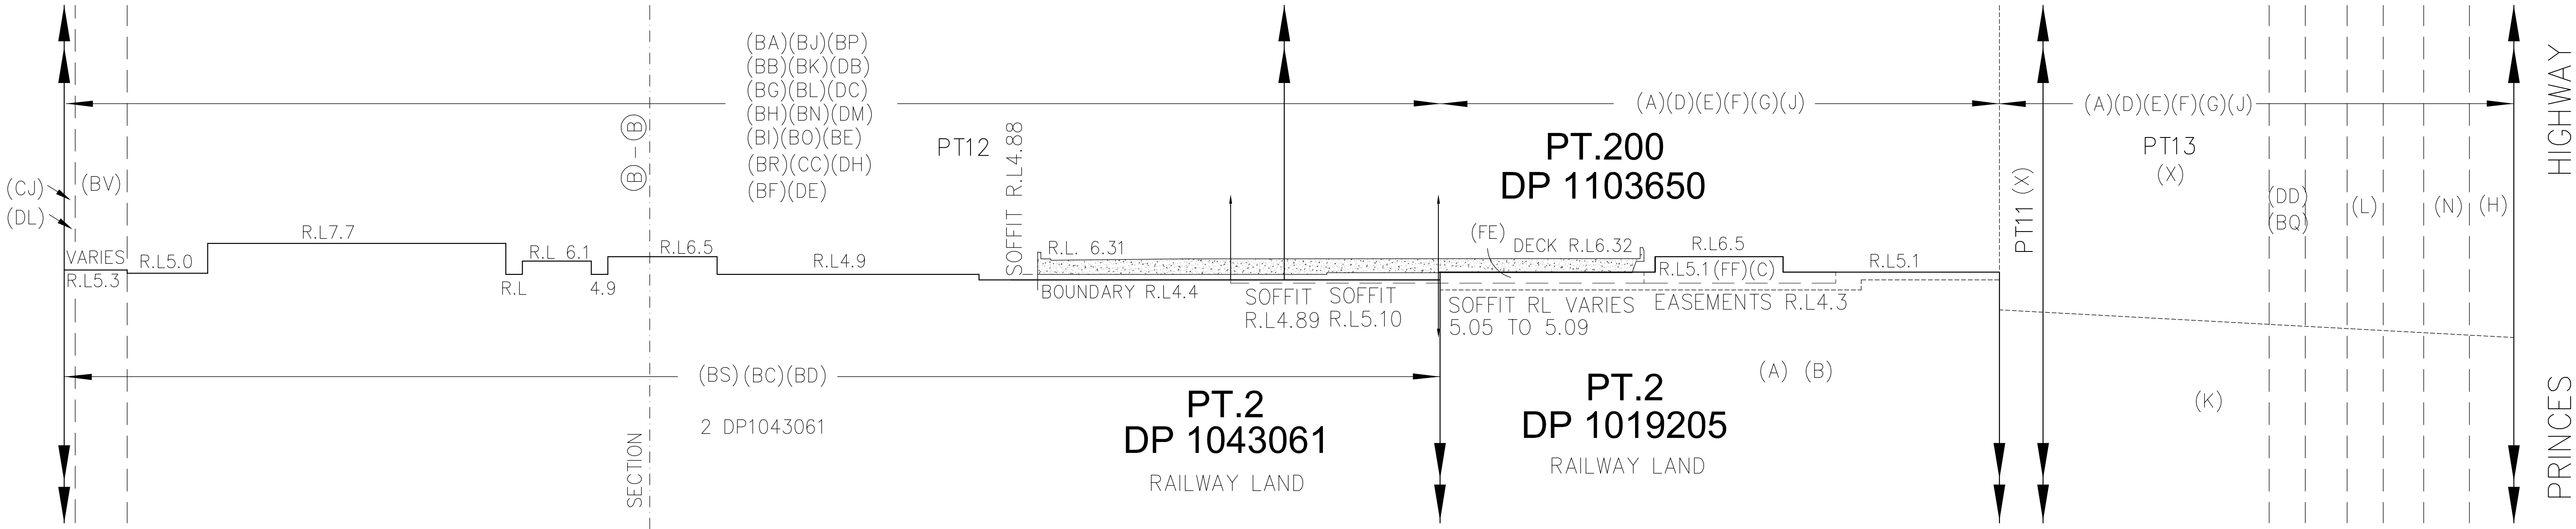 (BA)(BJ)(BP)
(BB)(BK)(DB)
(BG)(BL)(DC)
(BH)(BN)(DM)
(BI)(BO)(BE)
(BR)(CC)(DH)
(BF)(DE)
(A)(D)(E)(F)(G)(J)
(A)(D)(E)(F)(G)(J)
PT12
SOFFIT R.L4.88
PT.200
DP 1103650
PT11 (X)
PT13
(X)
(CJ)
(DL)
(BV)
B - B
SECTION
(DD)
(BQ)
(L)
(N)
(H)
HIGHWAY
PRINCES
VARIES
R.L5.3
R.L5.0
R.L7.7
R.L
R.L 6.1
4.9
R.L6.5
R.L4.9
R.L. 6.31
BOUNDARY R.L4.4
(FE)
DECK R.L6.32
R.L6.5
R.L5.1 (FF)(C)
R.L5.1
SOFFIT
R.L4.89
SOFFIT
R.L5.10
SOFFIT RL VARIES
5.05 TO 5.09
EASEMENTS R.L4.3
(BS)(BC)(BD)
2 DP1043061
PT.2
DP 1043061
RAILWAY LAND
PT.2
DP 1019205
RAILWAY LAND
(A) (B)
(K)